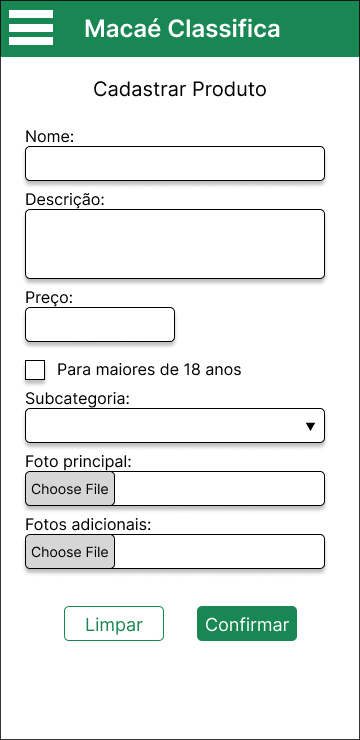 Macaé Classifica
Cadastrar Produto
Nome:
Descrição:
Preço:
Para maiores de 18 anos
Subcategoria:
Foto principal:
Choose File
Fotos adicionais:
Choose File
Limpar Confirmar